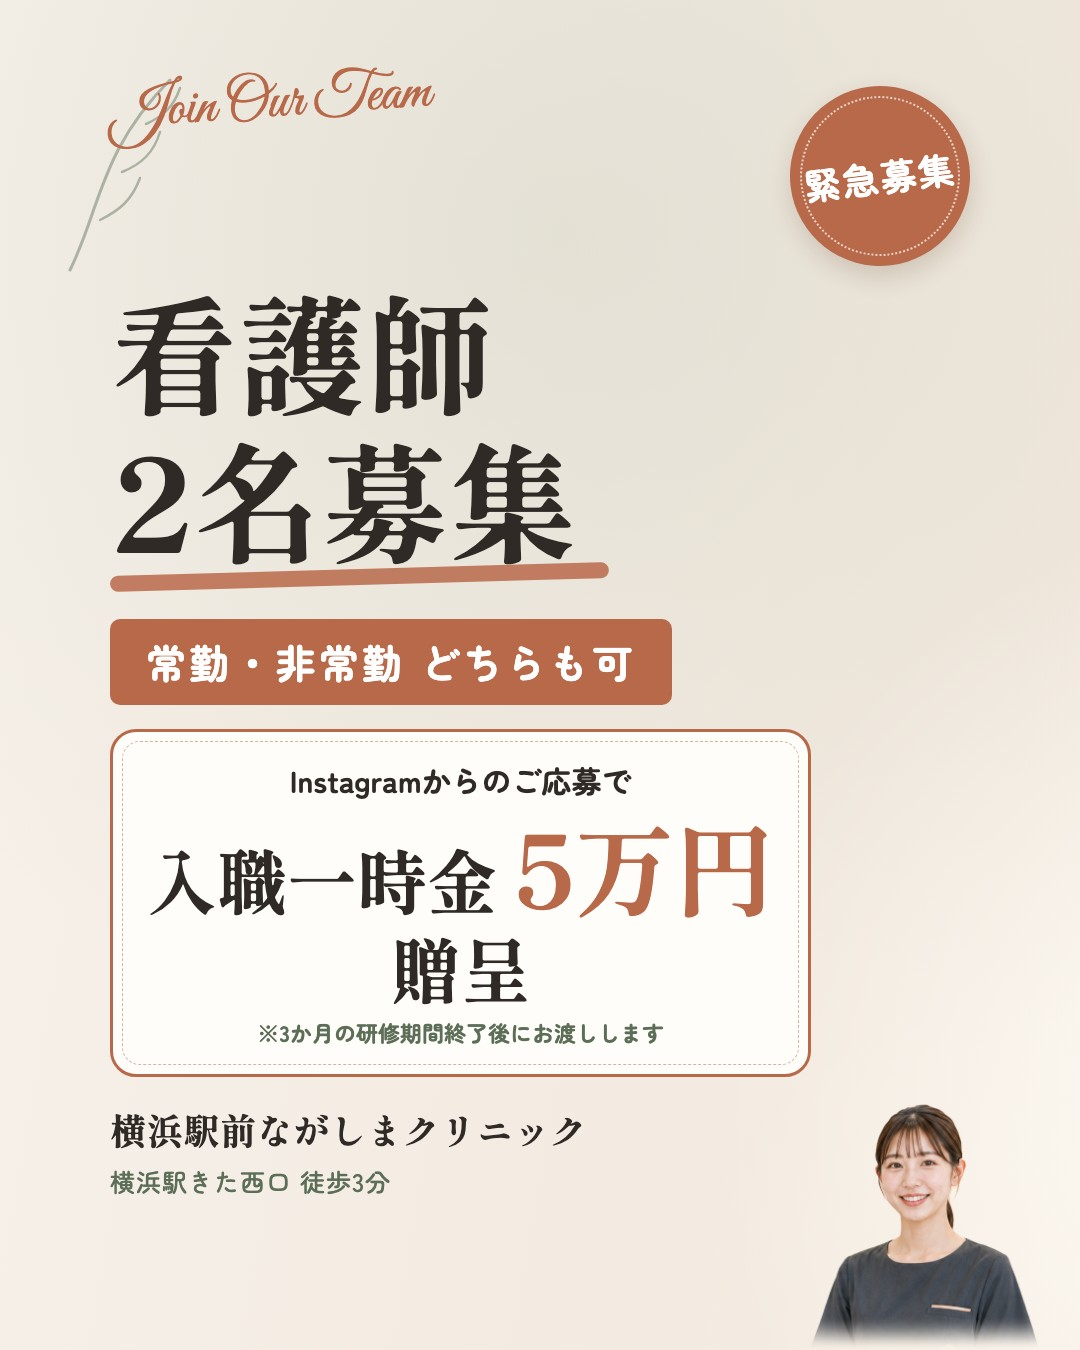 Join Our Team
緊急募集
看護師
2名募集
常勤・非常勤 どちらも可
Instagramからのご応募で
入職一時金 5万円
贈呈
※3か月の研修期間終了後にお渡しします
横浜駅前ながしまクリニック
横浜駅きた西口 徒歩3分